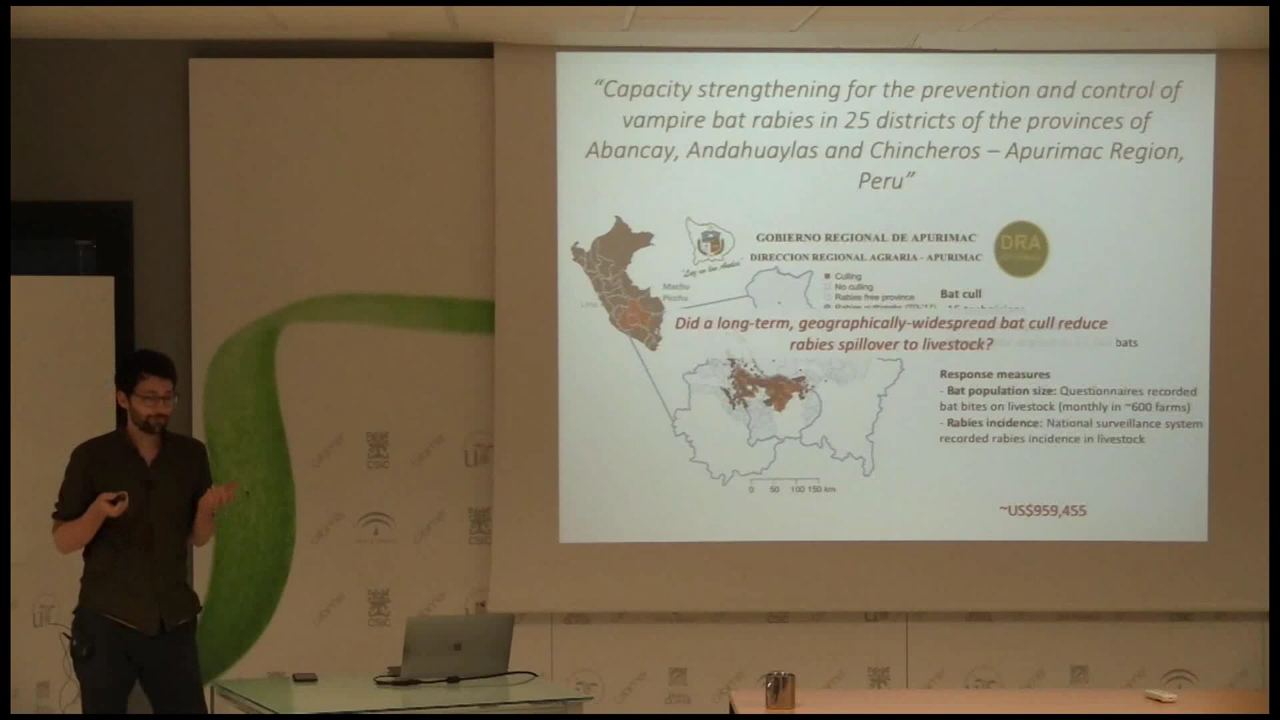 “Capacity strengthening for the prevention and control of
vampire bat rabies in 25 districts of the provinces of
Abancay, Andahuaylas and Chincheros – Apurimac Region,
Peru”
GOBIERNO REGIONAL DE APURIMAC
DIRECCION REGIONAL AGRARIA - APURIMAC
DRA
Machu
Picchu
Lima
Culling
No culling
Rabies free province
Bat cull
Did a long-term, geographically-widespread bat cull reduce
rabies spillover to livestock?
bats
Response measures
- Bat population size: Questionnaires recorded
bat bites on livestock (monthly in ~600 farms)
- Rabies incidence: National surveillance system
recorded rabies incidence in livestock
0 50 100 150 km
~US$959,455